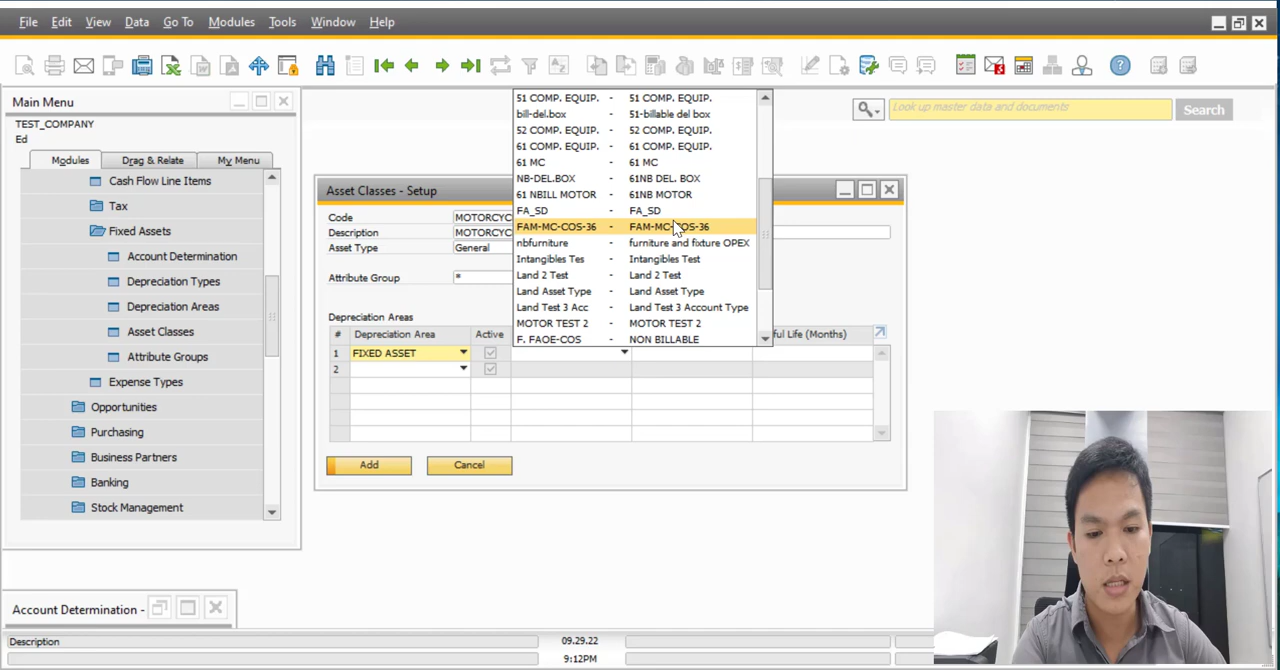 File Edit View Data Go To Modules Tools Window Help
Look up master data and documents
Search
Main Menu
TEST_COMPANY
Ed
Modules Drag & Relate My Menu
Cash Flow Line Items
Tax
Fixed Assets
Account Determination
Depreciation Types
Depreciation Areas
Asset Classes
Attribute Groups
Expense Types
Opportunities
Purchasing
Business Partners
Banking
Stock Management
Asset Classes - Setup
Code MOTORCYC
Description MOTORCYC
Asset Type General
Attribute Group *
Depreciation Areas
# Depreciation Area Active ful Life (Months)
1 FIXED ASSET
2
Add Cancel
51 COMP. EQUIP. - 51 COMP. EQUIP.
bill-del.box - 51-billable del box
52 COMP. EQUIP. - 52 COMP. EQUIP.
61 COMP. EQUIP. - 61 COMP. EQUIP.
61 MC - 61 MC
NB-DEL.BOX - 61NB DEL. BOX
61 NBILL MOTOR - 61NB MOTOR
FA_SD - FA_SD
FAM-MC-COS-36 - FAM-MC-COS-36
nbfurniture - furniture and fixture OPEX
Intangibles Tes - Intangibles Test
Land 2 Test - Land 2 Test
Land Asset Type - Land Asset Type
Land Test 3 Acc - Land Test 3 Account Type
MOTOR TEST 2 - MOTOR TEST 2
F. FAOE-COS - NON BILLABLE
Account Determination -
Description
09.29.22
9:12PM